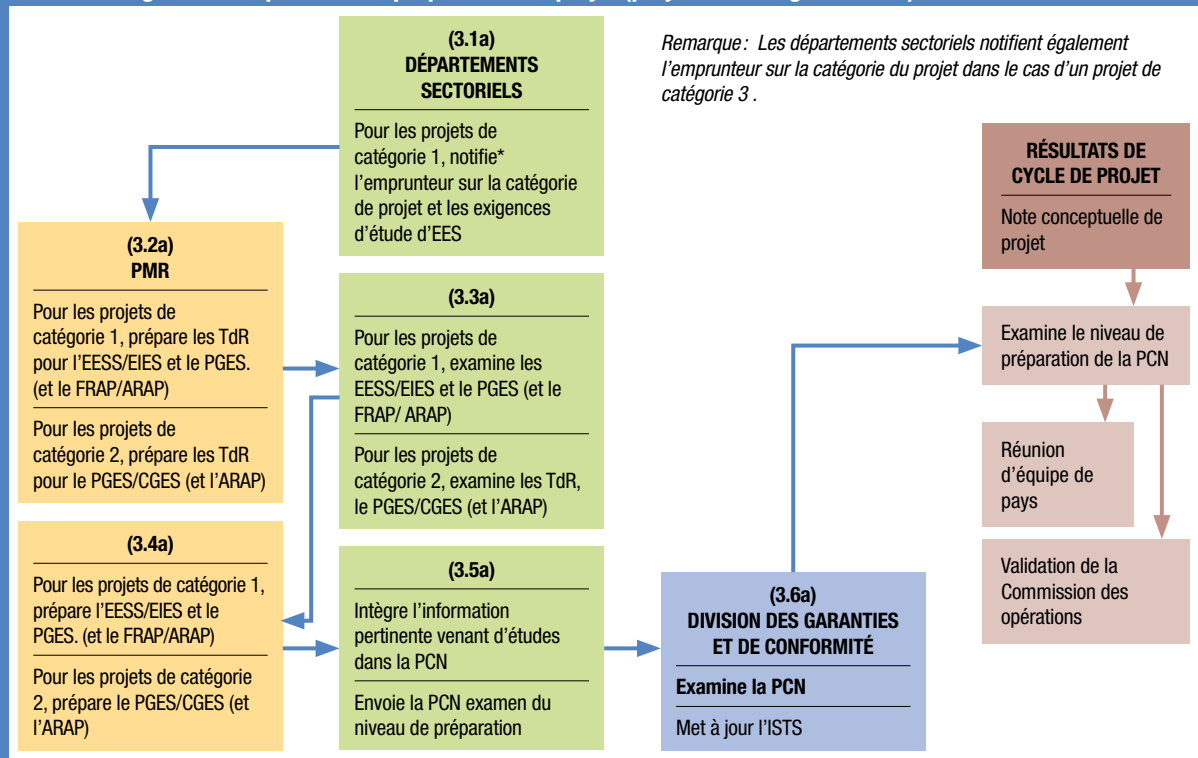 (3.1a)
DÉPARTEMENTS
SECTORIELS
Pour les projets de
catégorie 1, notifie*
l'emprunteur sur la catégorie
de projet et les exigences
d'étude d'EES
Remarque : Les départements sectoriels notifient également
l'emprunteur sur la catégorie du projet dans le cas d'un projet de
catégorie 3 .
(3.2a)
PMR
Pour les projets de
catégorie 1, prépare les TdR
pour l'EESS/EIES et le PGES.
(et le FRAP/ARAP)
Pour les projets de
catégorie 2, prépare les TdR
pour le PGES/CGES (et l'ARAP)
(3.3a)
Pour les projets de
catégorie 1, examine les
EESS/EIES et le PGES (et le
FRAP/ ARAP)
Pour les projets de
catégorie 2, examine les TdR,
le PGES/CGES (et l'ARAP)
(3.4a)
Pour les projets de catégorie 1,
prépare l'EESS/EIES et le
PGES. (et le FRAP/ARAP)
Pour les projets de catégorie
2, prépare le PGES/CGES (et
l'ARAP)
(3.5a)
Intègre l'information
pertinente venant d'études
dans la PCN
Envoie la PCN examen du
niveau de préparation
(3.6a)
DIVISION DES GARANTIES
ET DE CONFORMITÉ
Examine la PCN
Met à jour l'ISTS
RÉSULTATS DE
CYCLE DE PROJET
Note conceptuelle de
projet
Examine le niveau de
préparation de la PCN
Réunion
d'équipe de
pays
Validation de la
Commission des
opérations